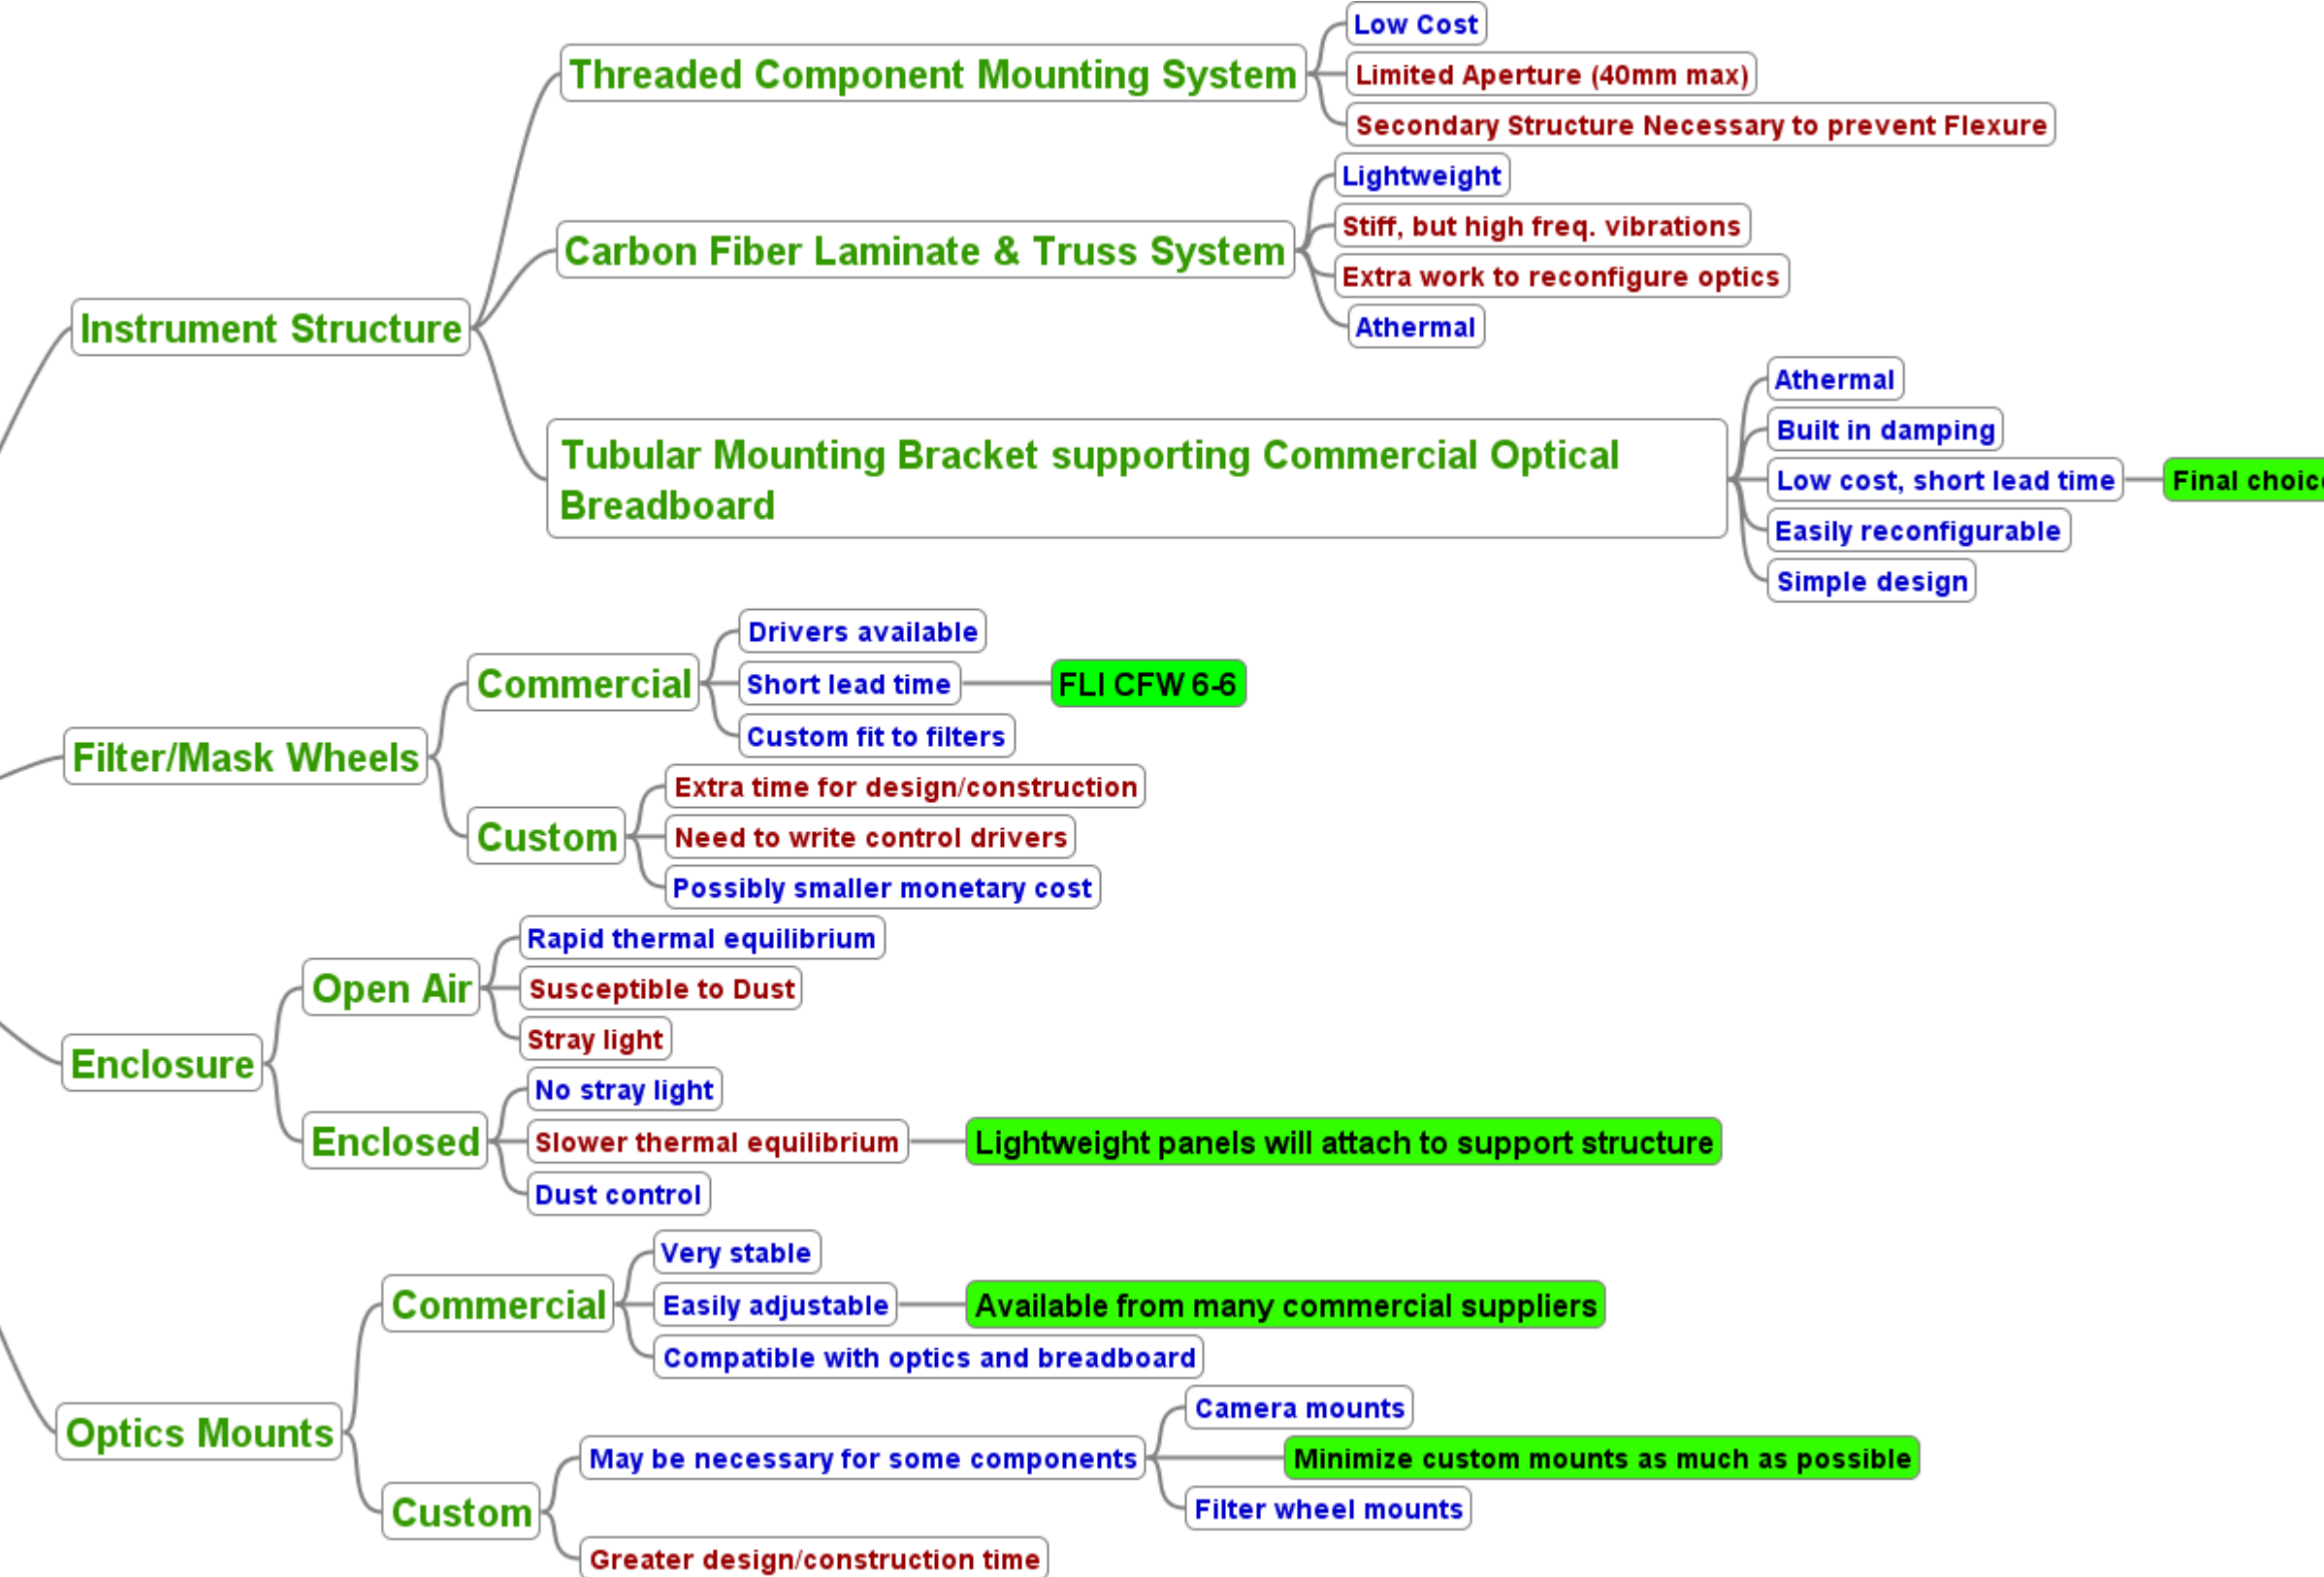 Instrument Structure
Threaded Component Mounting System
Low Cost
Limited Aperture (40mm max)
Secondary Structure Necessary to prevent Flexure
Carbon Fiber Laminate & Truss System
Lightweight
Stiff, but high freq. vibrations
Extra work to reconfigure optics
Athermal
Tubular Mounting Bracket supporting Commercial Optical
Breadboard
Athermal
Built in damping
Low cost, short lead time
Final
Easily reconfigurable
Simple design
Filter/Mask Wheels
Commercial
Drivers available
Short lead time
FLI CFW 6-6
Custom fit to filters
Custom
Extra time for design/construction
Need to write control drivers
Possibly smaller monetary cost
Enclosure
Open Air
Rapid thermal equilibrium
Susceptible to Dust
Stray light
Enclosed
No stray light
Slower thermal equilibrium
Lightweight panels will attach to support structure
Dust control
Optics Mounts
Commercial
Very stable
Easily adjustable
Available from many commercial suppliers
Compatible with optics and breadboard
Custom
May be necessary for some components
Camera mounts
Minimize custom mounts as much as possible
Filter wheel mounts
Greater design/construction time